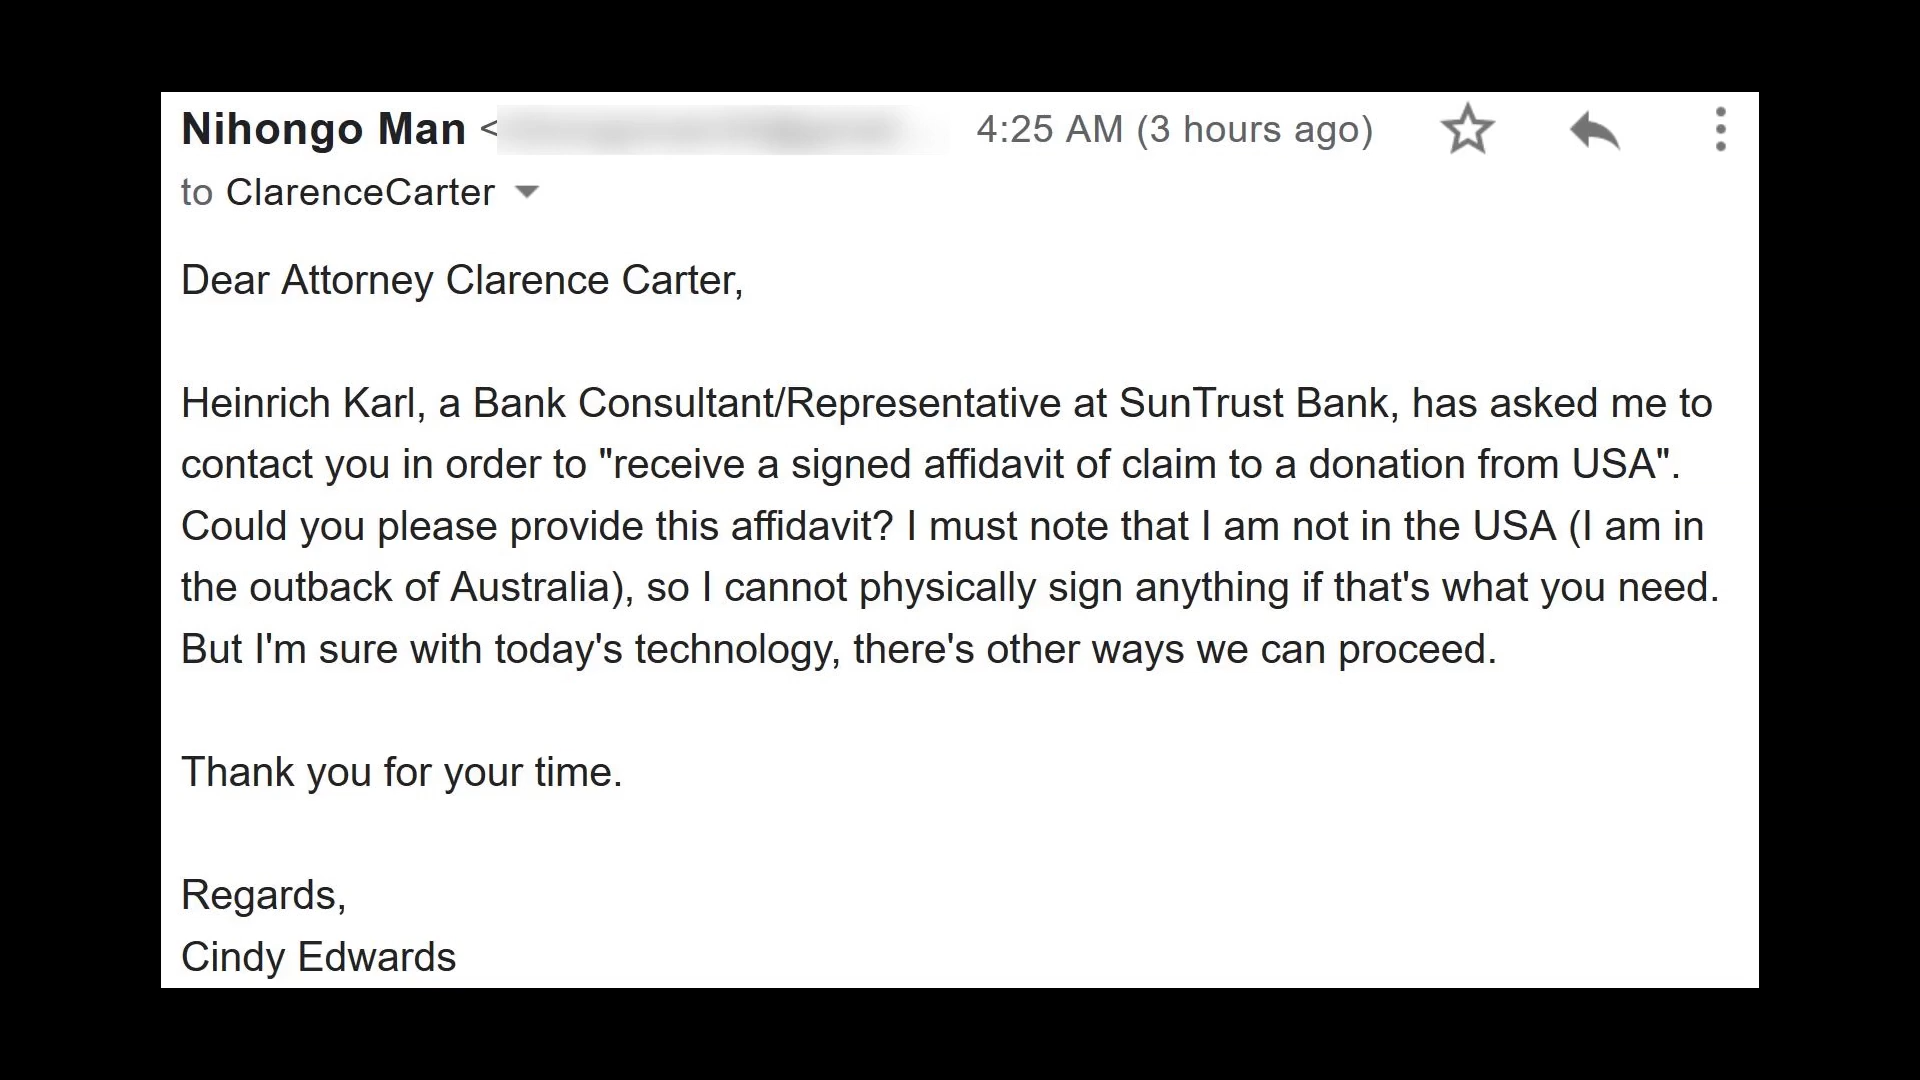 Nihongo Man < 4:25 AM (3 hours ago)
to ClarenceCarter
Dear Attorney Clarence Carter,
Heinrich Karl, a Bank Consultant/Representative at SunTrust Bank, has asked me to
contact you in order to "receive a signed affidavit of claim to a donation from USA".
Could you please provide this affidavit? I must note that I am not in the USA (I am in
the outback of Australia), so I cannot physically sign anything if that's what you need.
But I'm sure with today's technology, there's other ways we can proceed.
Thank you for your time.
Regards,
Cindy Edwards